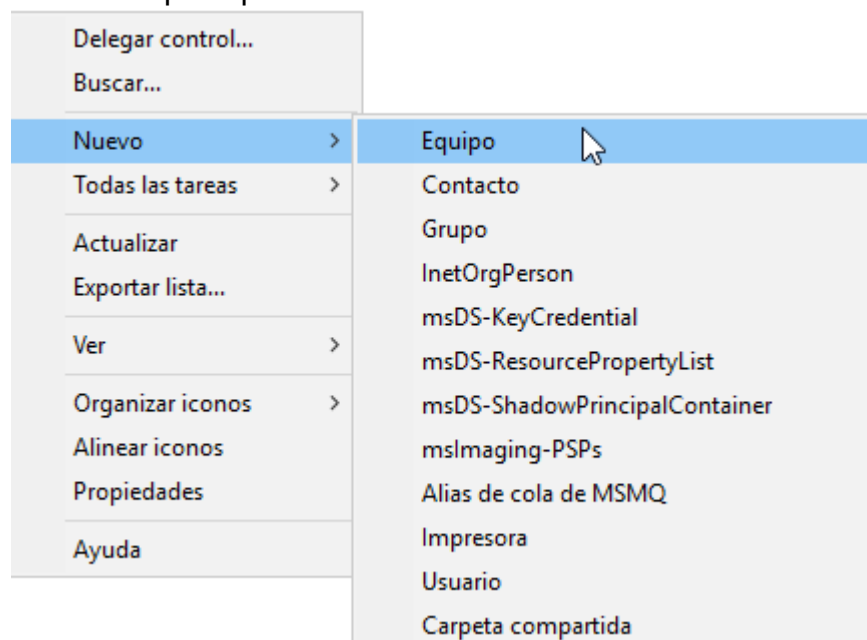 Delegar control...
Buscar...
Nuevo
Todas las tareas
Actualizar
Exportar lista...
Ver
Organizar iconos
Alinear iconos
Propiedades
Ayuda
Equipo
Contacto
Grupo
InetOrgPerson
msDS-KeyCredential
msDS-ResourcePropertyList
msDS-ShadowPrincipalContainer
msImaging-PSPs
Alias de cola de MSMQ
Impresora
Usuario
Carpeta compartida